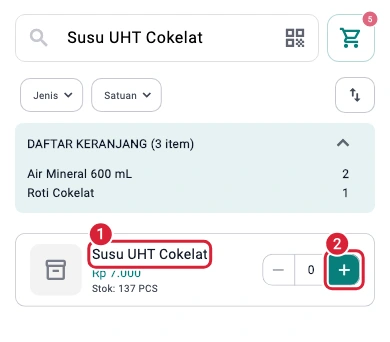 Susu UHT Cokelat
5
Jenis
Satuan
DAFTAR KERANJANG (3 item)
Air Mineral 600 mL 2
Roti Cokelat 1
1
2
Susu UHT Cokelat
Rp 7.000
Stok: 137 PCS
0